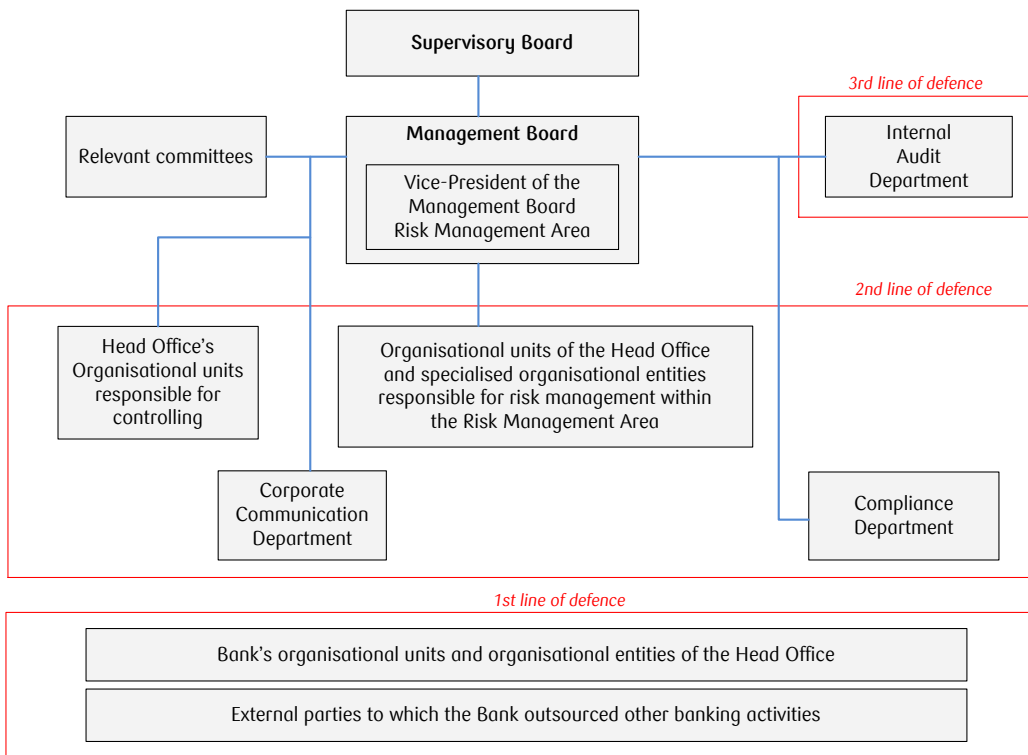 Supervisory Board
3rd line of defence
Relevant committees
Management Board
Vice-President of the
Management Board
Risk Management Area
Internal
Audit
Department
2nd line of defence
Head Office's
Organisational units
responsible for
controlling
Organisational units of the Head Office
and specialised organisational entities
responsible for risk management within
the Risk Management Area
Corporate
Communication
Department
Compliance
Department
1st line of defence
Bank's organisational units and organisational entities of the Head Office
External parties to which the Bank outsourced other banking activities